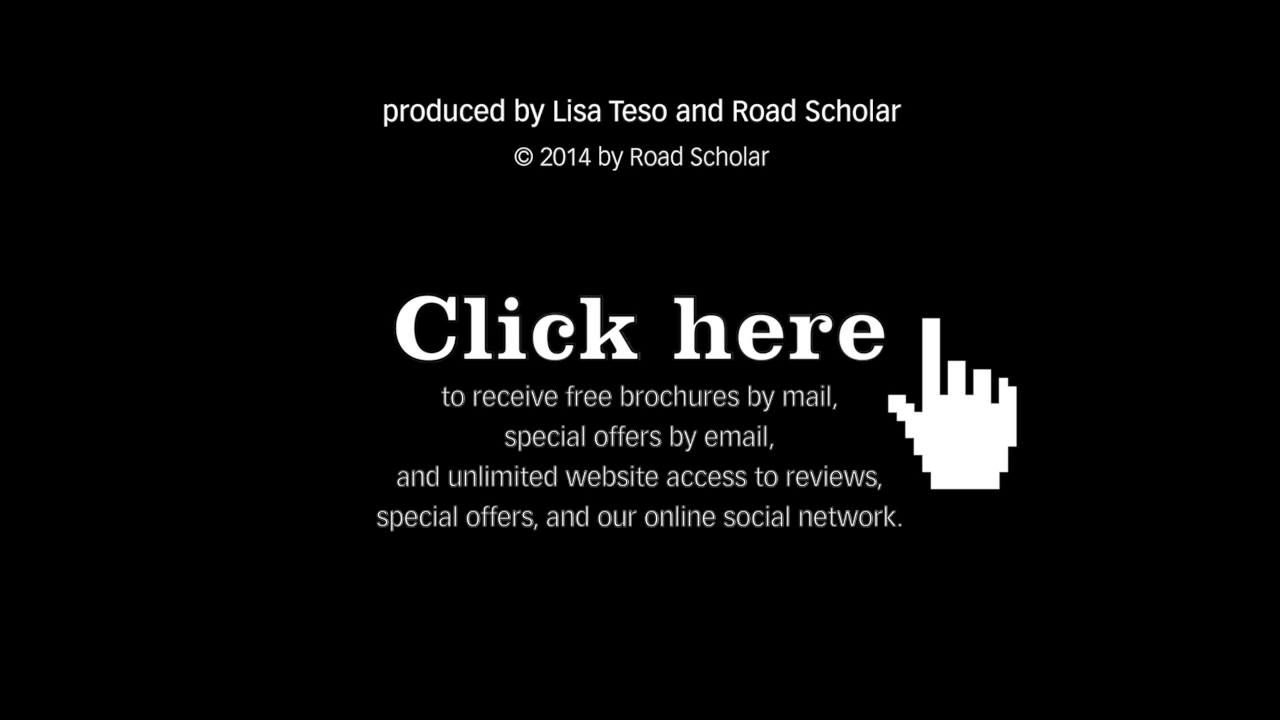 produced by Lisa Teso and Road Scholar
© 2014 by Road Scholar
Click here
to receive free brochures by mail,
special offers by email,
and unlimited website access to reviews,
special offers, and our online social network.